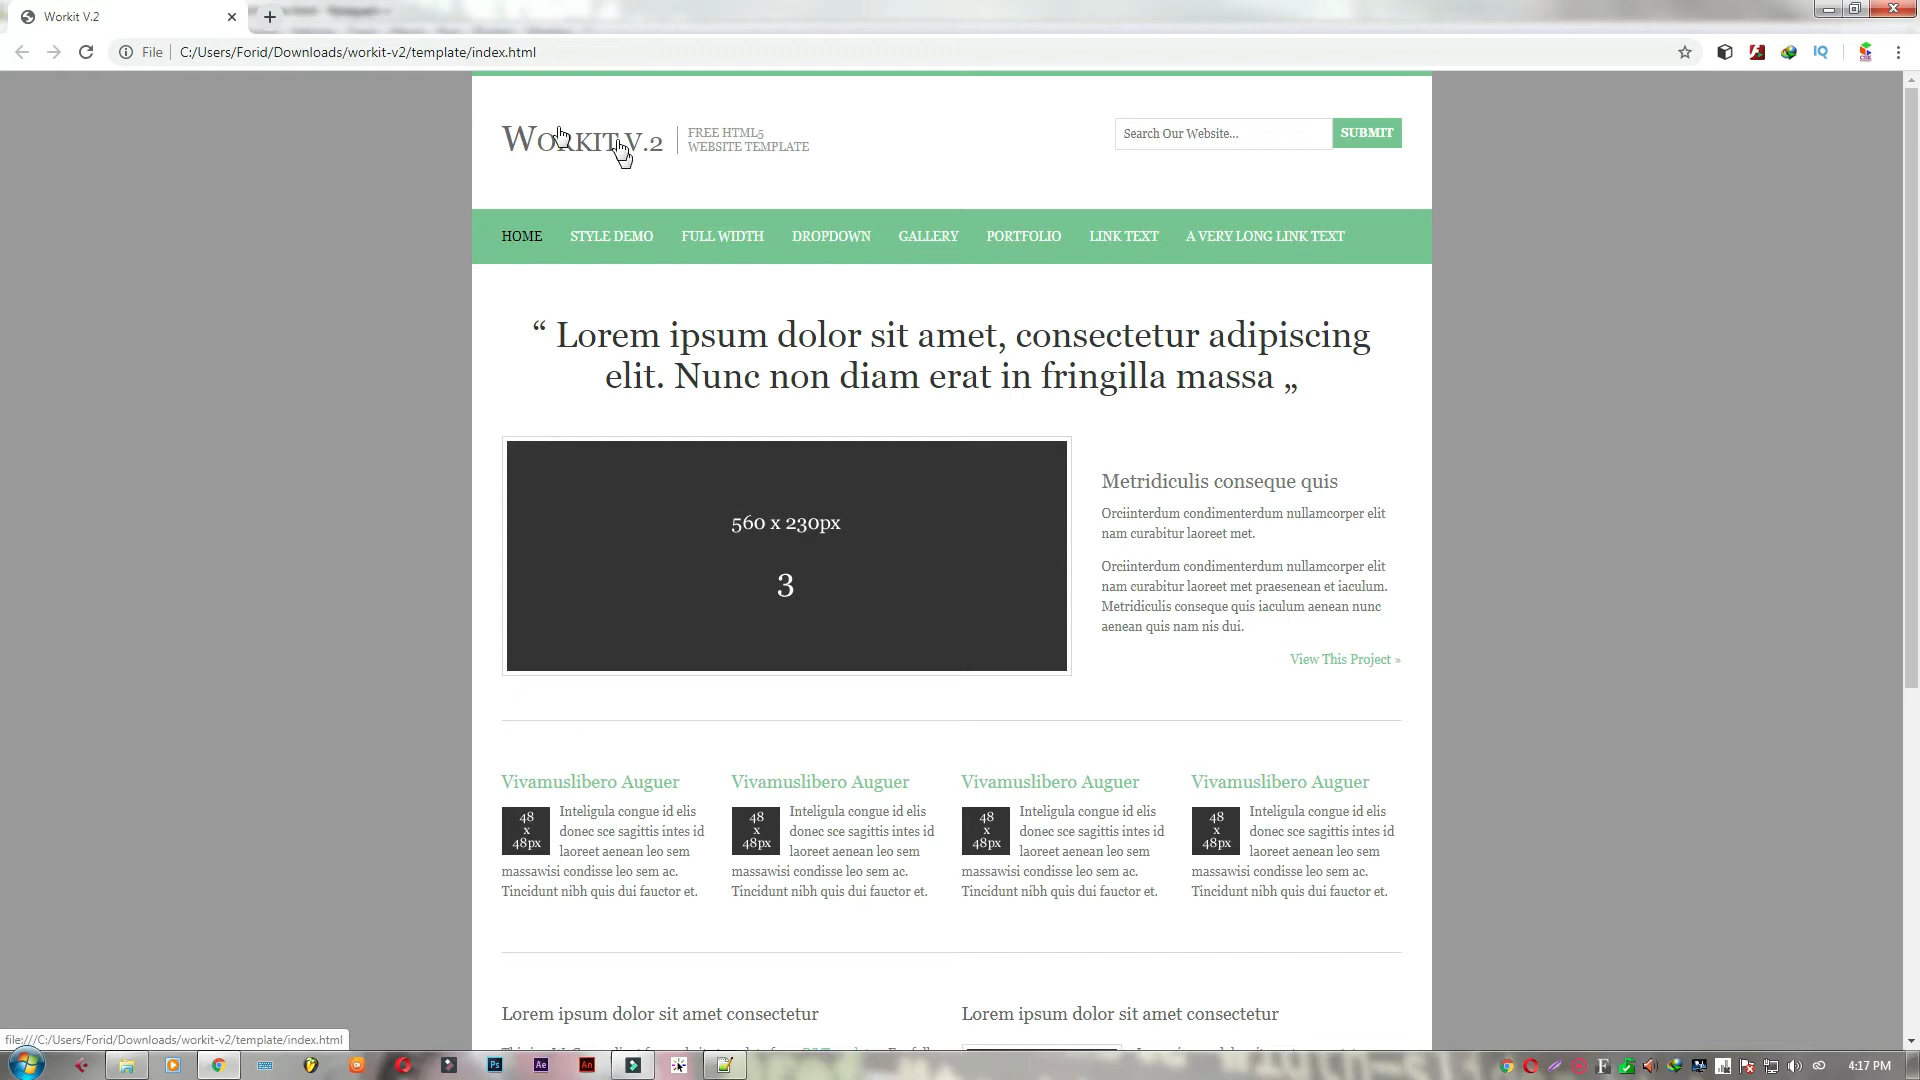 Workit V.2
File
C:/Users/Forid/Downloads/workit-v2/template/index.html
IQ
Workit V.2
FREE HTML5
WEBSITE TEMPLATE
Search Our Website...
SUBMIT
HOME STYLE DEMO FULL WIDTH DROPDOWN GALLERY PORTFOLIO LINK TEXT A VERY LONG LINK TEXT
“ Lorem ipsum dolor sit amet, consectetur adipiscing
elit. Nunc non diam erat in fringilla massa „
560 x 230px
3
Metridiculis conseque quis
Orciinterdum condimenterdum nullamcorper elit
nam curabitur laoreet met.
Orciinterdum condimenterdum nullamcorper elit
nam curabitur laoreet met praesenean et iaculum.
Metridiculis conseque quis iaculum aenean nunc
aenean quis nam nis dui.
View This Project »
Vivamuslibero Auguer
48
x
48px
Inteligula congue id elis
donec sce sagittis intes id
laoreet aenean leo sem
massawisi condisse leo sem ac.
Tincidunt nibh quis dui fauctor et.
Vivamuslibero Auguer
48
x
48px
Inteligula congue id elis
donec sce sagittis intes id
laoreet aenean leo sem
massawisi condisse leo sem ac.
Tincidunt nibh quis dui fauctor et.
Vivamuslibero Auguer
48
x
48px
Inteligula congue id elis
donec sce sagittis intes id
laoreet aenean leo sem
massawisi condisse leo sem ac.
Tincidunt nibh quis dui fauctor et.
Vivamuslibero Auguer
48
x
48px
Inteligula congue id elis
donec sce sagittis intes id
laoreet aenean leo sem
massawisi condisse leo sem ac.
Tincidunt nibh quis dui fauctor et.
Lorem ipsum dolor sit amet consectetur
Lorem ipsum dolor sit amet consectetur
file:///C:/Users/Forid/Downloads/workit-v2/template/index.html
Ps
Ae
An
4:17 PM